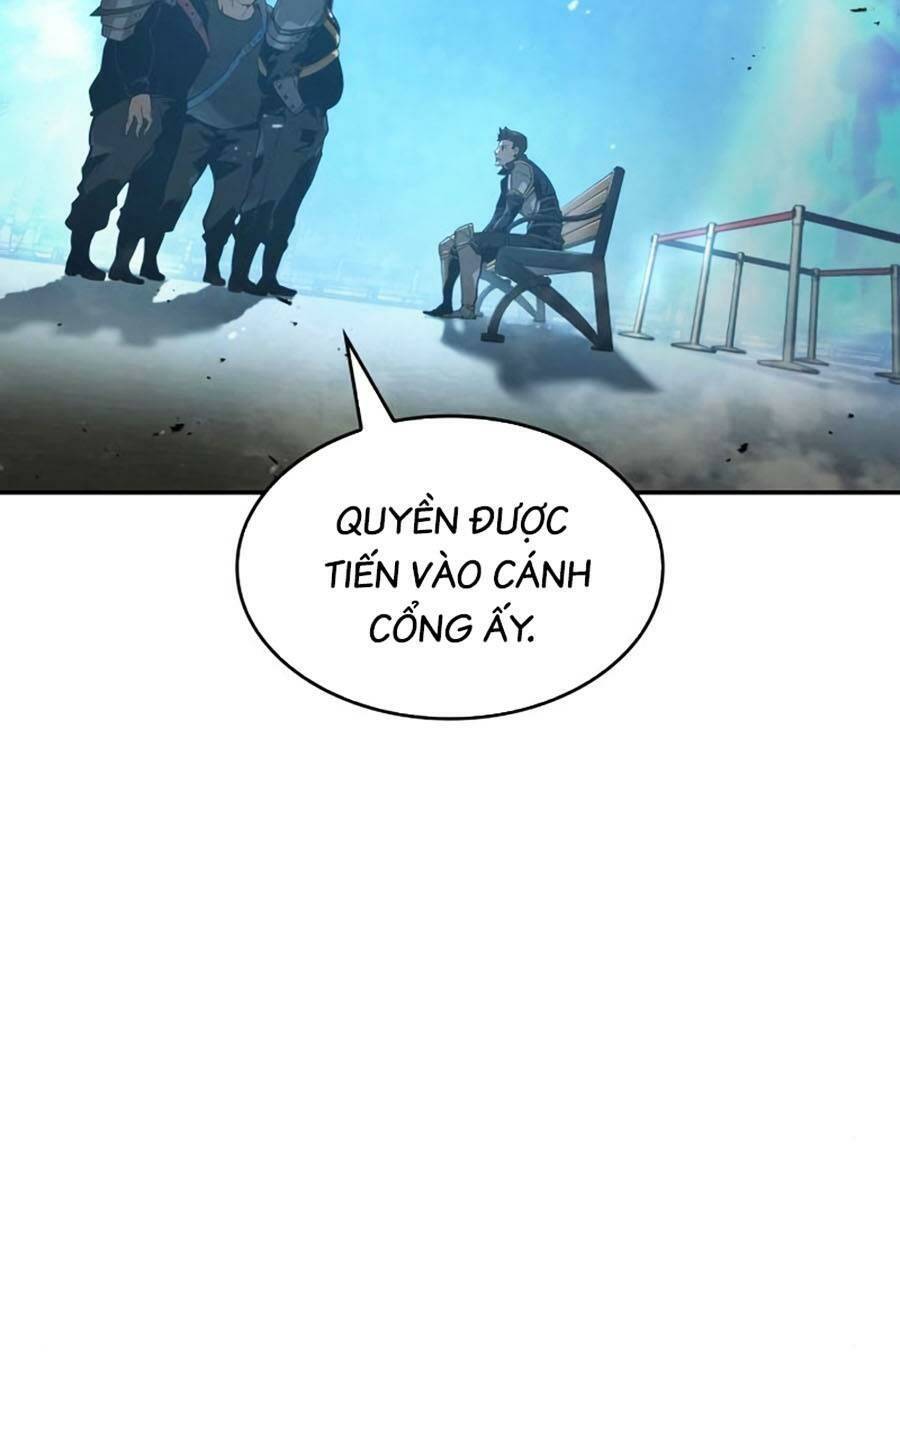 QUYỀN ĐƯỢC
TIẾN VÀO CÁNH
CỔNG ẤY.